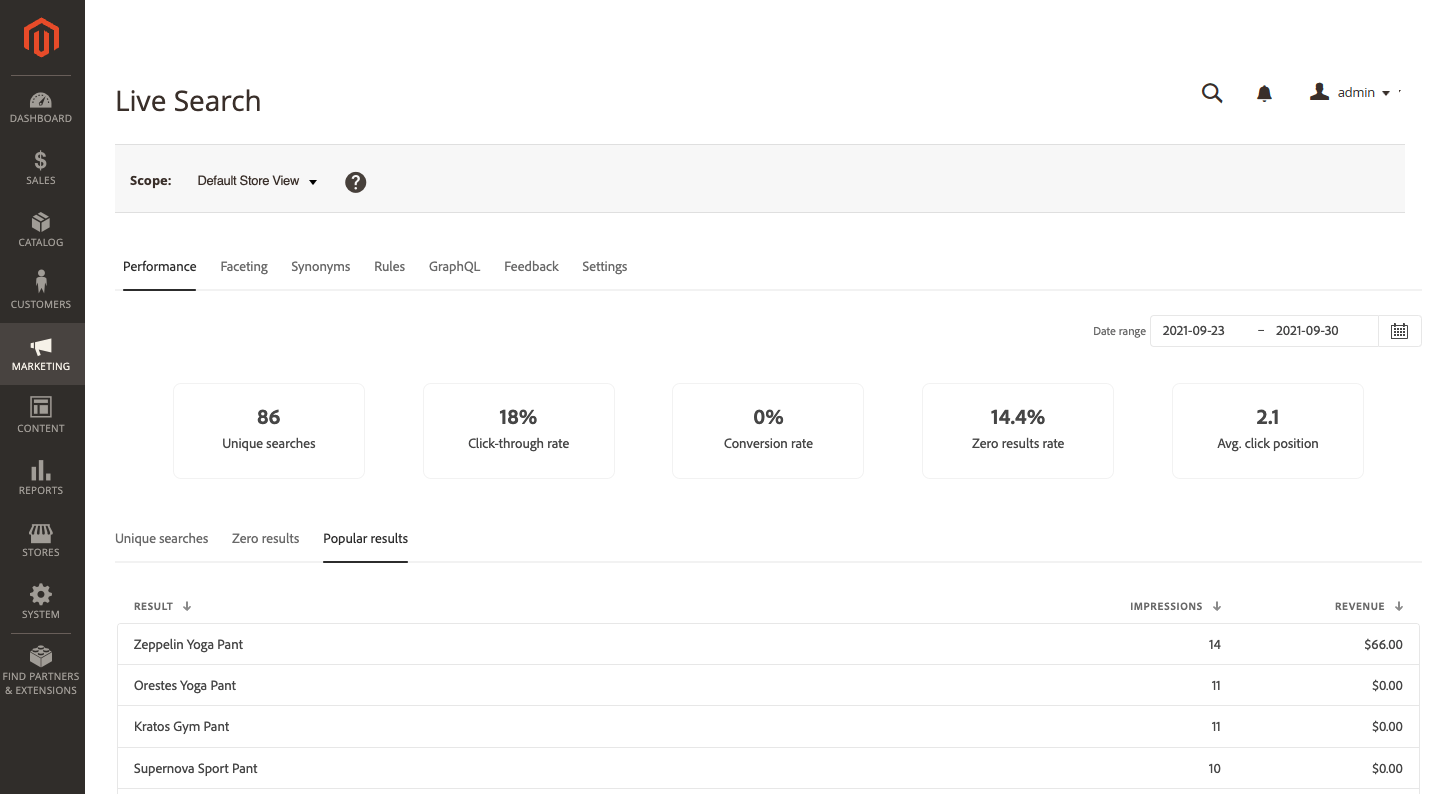 Live Search
admin
DASHBOARD
SALES
CATALOG
CUSTOMERS
MARKETING
CONTENT
REPORTS
STORES
SYSTEM
FIND PARTNERS
& EXTENSIONS
Scope: Default Store View ?
Performance Faceting Synonyms Rules GraphQL Feedback Settings
Date range 2021-09-23 – 2021-09-30
86 18% 0% 14.4% 2.1
Unique searches Click-through rate Conversion rate Zero results rate Avg. click position
Unique searches Zero results Popular results
RESULT IMPRESSIONS REVENUE
Zeppelin Yoga Pant 14 $66.00
Orestes Yoga Pant 11 $0.00
Kratos Gym Pant 11 $0.00
Supernova Sport Pant 10 $0.00